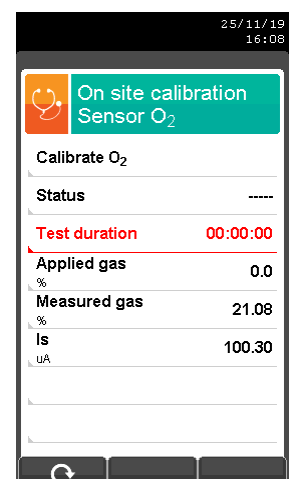 25/11/19
16:08
On site calibration
Sensor O₂
Calibrate O₂
Status -----
Test duration 00:00:00
Applied gas 0.0
%
Measured gas 21.08
%
Is 100.30
uA